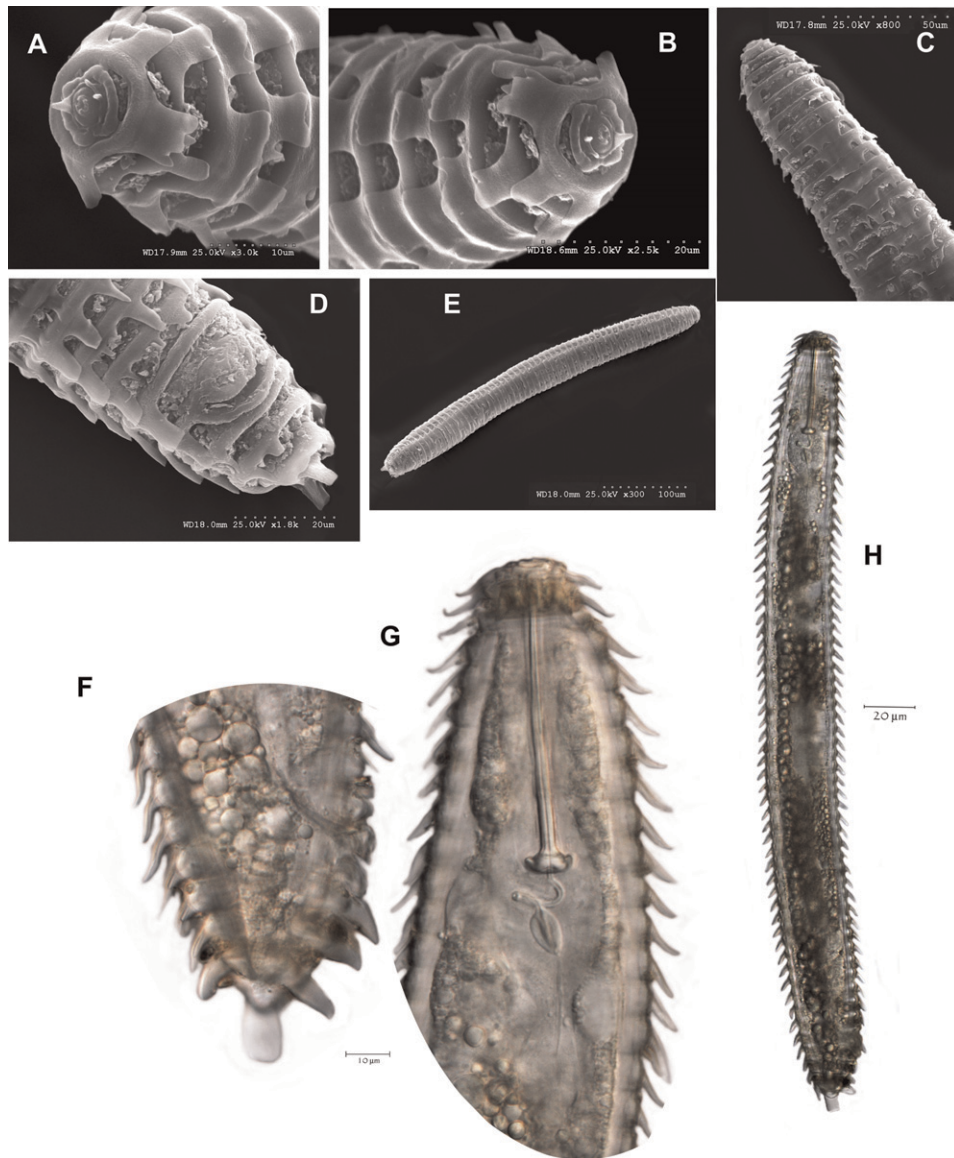 A
WD17.9mm 25.0kV x3.0k 10um
B
WD18.6mm 25.0kV x2.5k 20um
WD17.8mm 25.0kV x800 50um
C
D
WD18.0mm 25.0kV x1.8k 20um
E
WD18.0mm 25.0kV x300 100um
F
10 µm
G
H
20 µm